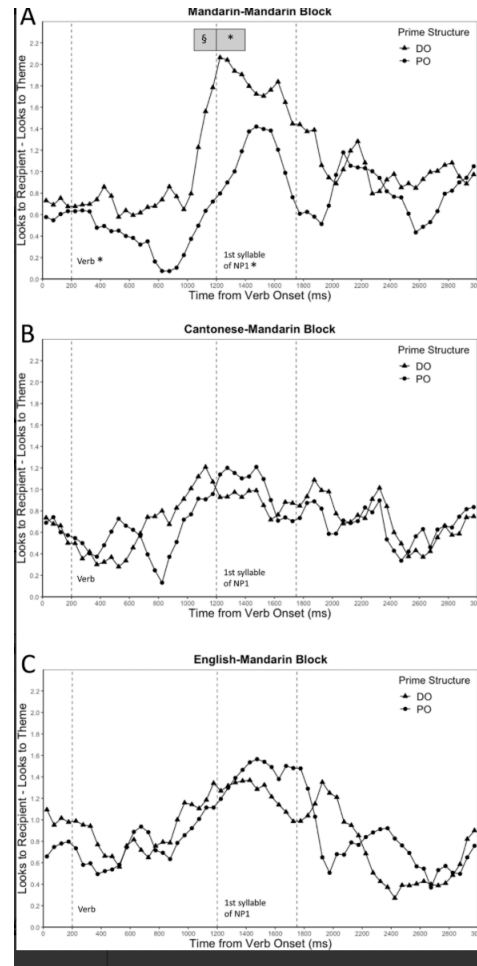 A
Mandarin-Mandarin Block
§ *
Prime Structure
DO
PO
Looks to Recipient - Looks to Theme
2.2
2.0
1.8
1.6
1.4
1.2
1.0
0.8
0.6
0.4
0.2
0.0
Verb *
1st syllable
of NP1 *
0 200 400 600 800 1000 1200 1400 1600 1800 2000 2200 2400 2600 2800 300
Time from Verb Onset (ms)
B
Cantonese-Mandarin Block
Prime Structure
DO
PO
Looks to Recipient - Looks to Theme
2.2
2.0
1.8
1.6
1.4
1.2
1.0
0.8
0.6
0.4
0.2
0.0
Verb
1st syllable
of NP1
0 200 400 600 800 1000 1200 1400 1600 1800 2000 2200 2400 2600 2800 300
Time from Verb Onset (ms)
C
English-Mandarin Block
Prime Structure
DO
PO
Looks to Recipient - Looks to Theme
2.2
2.0
1.8
1.6
1.4
1.2
1.0
0.8
0.6
0.4
0.2
0.0
Verb
1st syllable
of NP1
0 200 400 600 800 1000 1200 1400 1600 1800 2000 2200 2400 2600 2800 300
Time from Verb Onset (ms)